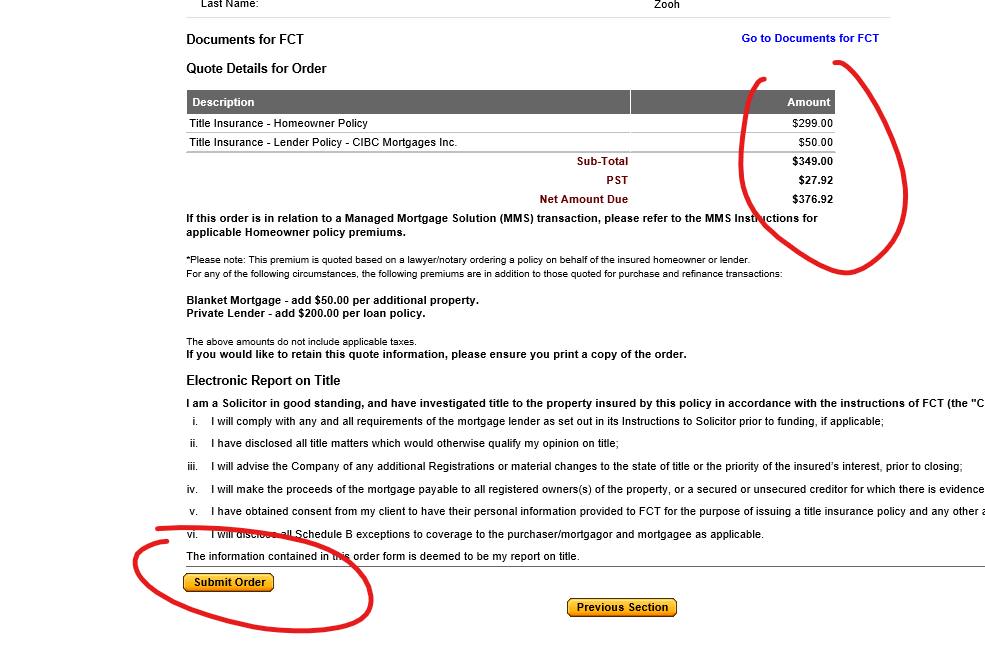 Last Name: Zooh
Documents for FCT Go to Documents for FCT
Quote Details for Order
Description Amount
Title Insurance - Homeowner Policy $299.00
Title Insurance - Lender Policy - CIBC Mortgages Inc. $50.00
Sub-Total $349.00
PST $27.92
Net Amount Due $376.92
If this order is in relation to a Managed Mortgage Solution (MMS) transaction, please refer to the MMS Instructions for
applicable Homeowner policy premiums.
*Please note: This premium is quoted based on a lawyer/notary ordering a policy on behalf of the insured homeowner or lender.
For any of the following circumstances, the following premiums are in addition to those quoted for purchase and refinance transactions:
Blanket Mortgage - add $50.00 per additional property.
Private Lender - add $200.00 per loan policy.
The above amounts do not include applicable taxes.
If you would like to retain this quote information, please ensure you print a copy of the order.
Electronic Report on Title
I am a Solicitor in good standing, and have investigated title to the property insured by this policy in accordance with the instructions of FCT (the "C
i. I will comply with any and all requirements of the mortgage lender as set out in its Instructions to Solicitor prior to funding, if applicable;
ii. I have disclosed all title matters which would otherwise qualify my opinion on title;
iii. I will advise the Company of any additional Registrations or material changes to the state of title or the priority of the insured's interest, prior to closing;
iv. I will make the proceeds of the mortgage payable to all registered owners(s) of the property, or a secured or unsecured creditor for which there is evidence
v. I have obtained consent from my client to have their personal information provided to FCT for the purpose of issuing a title insurance policy and any other a
vi. I will disclose all Schedule B exceptions to coverage to the purchaser/mortgagor and mortgagee as applicable.
The information contained in this order form is deemed to be my report on title.
Submit Order
Previous Section